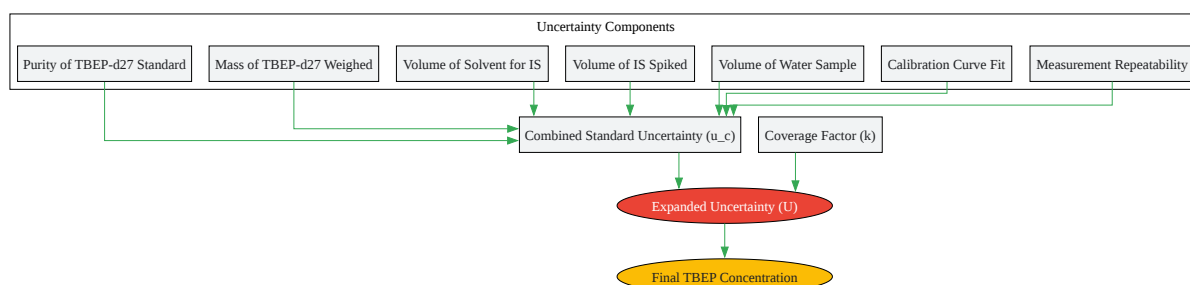 Uncertainty Components
Purity of TBEP-d27 Standard
Mass of TBEP-d27 Weighed
Volume of Solvent for IS
Volume of IS Spiked
Volume of Water Sample
Calibration Curve Fit
Measurement Repeatability
Combined Standard Uncertainty (u_c)
Coverage Factor (k)
Expanded Uncertainty (U)
Final TBEP Concentration